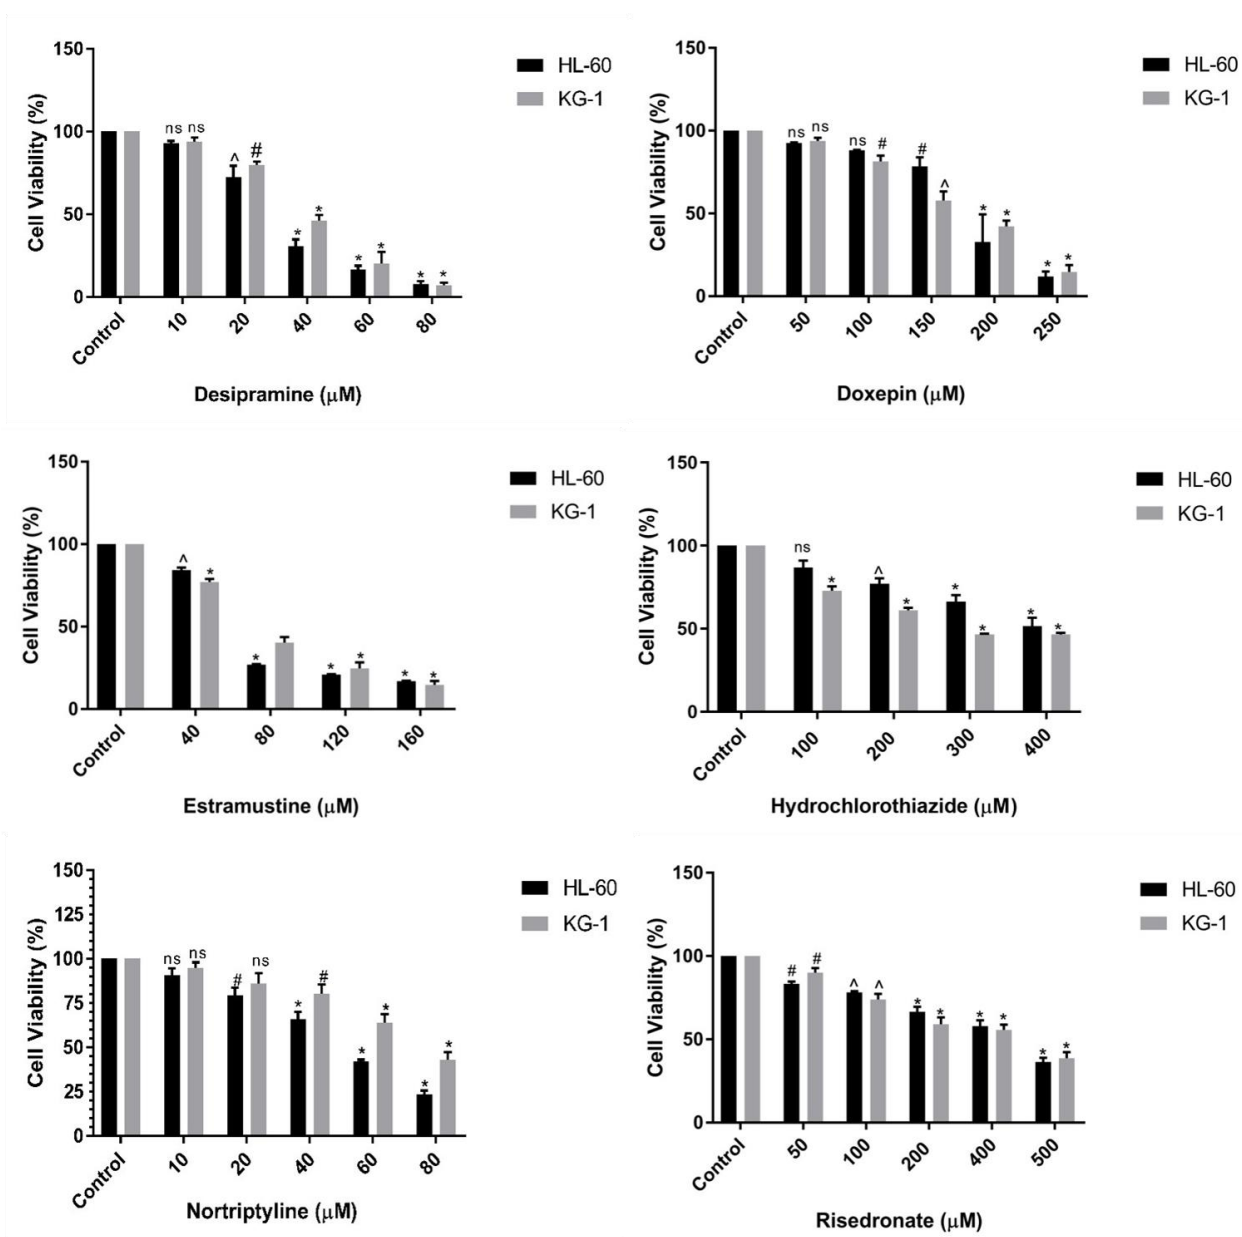 150
100
50
0
Cell Viability (%)
HL-60
KG-1
ns ns
^ #
* *
* *
* *
Control 10 20 40 60 80
Desipramine (μM)
150
100
50
0
Cell Viability (%)
HL-60
KG-1
ns ns
ns #
# ^
* *
* *
Control 50 100 150 200 250
Doxepin (μM)
150
100
50
0
Cell Viability (%)
HL-60
KG-1
^ *
*
* *
* *
Control 40 80 120 160
Estramustine (μM)
150
100
50
0
Cell Viability (%)
HL-60
KG-1
ns *
^ *
* *
* *
Control 100 200 300 400
Hydrochlorothiazide (μM)
150
125
100
75
50
25
0
Cell Viability (%)
HL-60
KG-1
ns ns
# ns
* #
* *
* *
Control 10 20 40 60 80
Nortriptyline (μM)
150
100
50
0
Cell Viability (%)
HL-60
KG-1
# #
^ ^
* *
* *
* *
Control 50 100 200 400 500
Risedronate (μM)